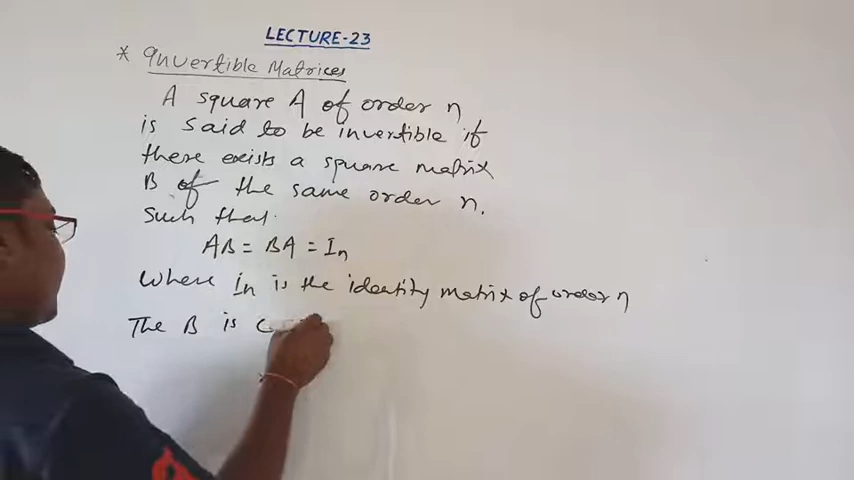 LECTURE-23
* Invertible Matrices
A square A of order n
is said to be invertible if
there exists a square matrix
B of the same order n.
Such that
AB = BA = In
Where In is the identity matrix of order n
The B is